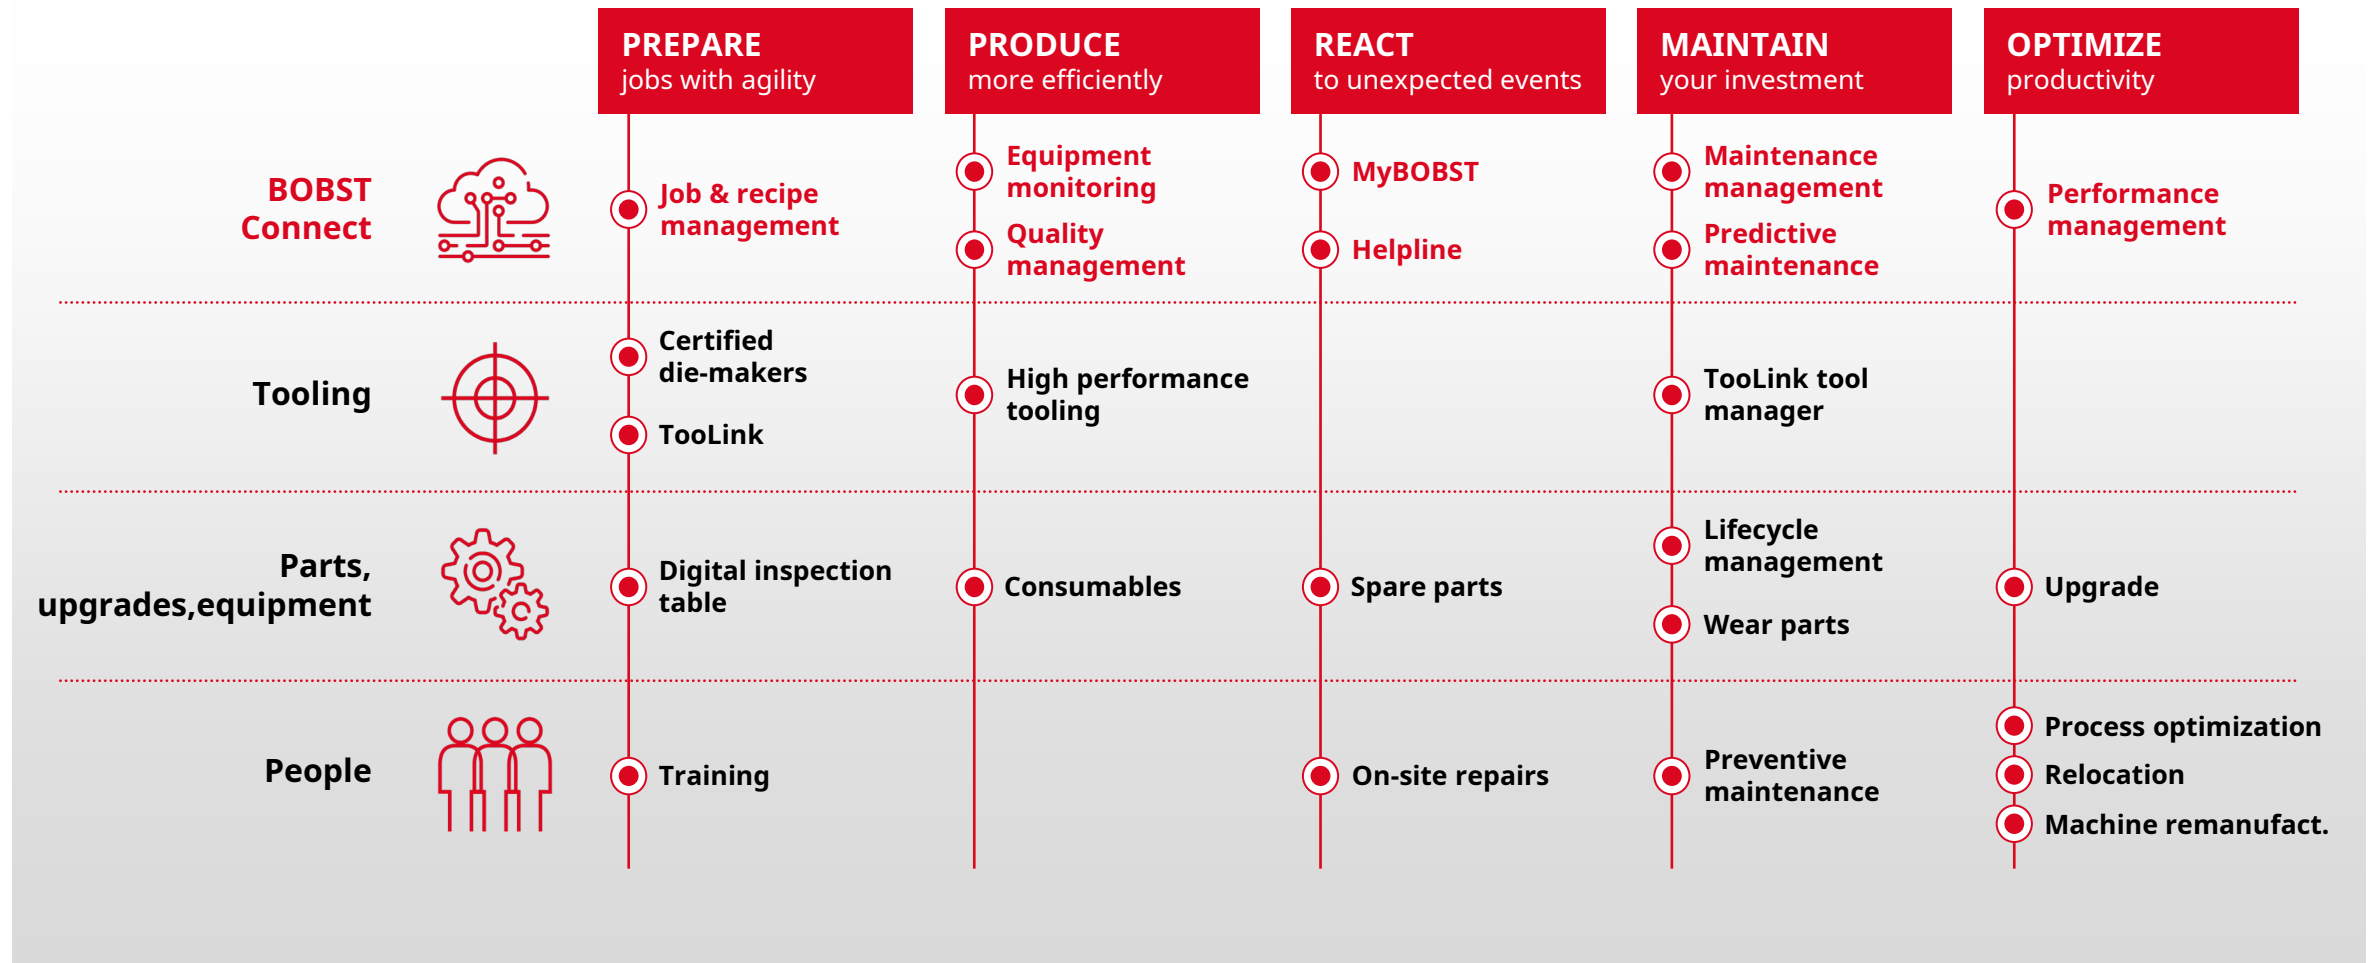 PREPARE
jobs with agility
PRODUCE
more efficiently
REACT
to unexpected events
MAINTAIN
your investment
OPTIMIZE
productivity
BOBST
Connect
Job & recipe
management
Equipment
monitoring
Quality
management
MyBOBST
Helpline
Maintenance
management
Predictive
maintenance
Performance
management
Tooling
Certified
die-makers
TooLink
High performance
tooling
TooLink tool
manager
Parts,
upgrades,equipment
Digital inspection
table
Consumables
Spare parts
Lifecycle
management
Wear parts
Upgrade
People
Training
On-site repairs
Preventive
maintenance
Process optimization
Relocation
Machine remanufact.